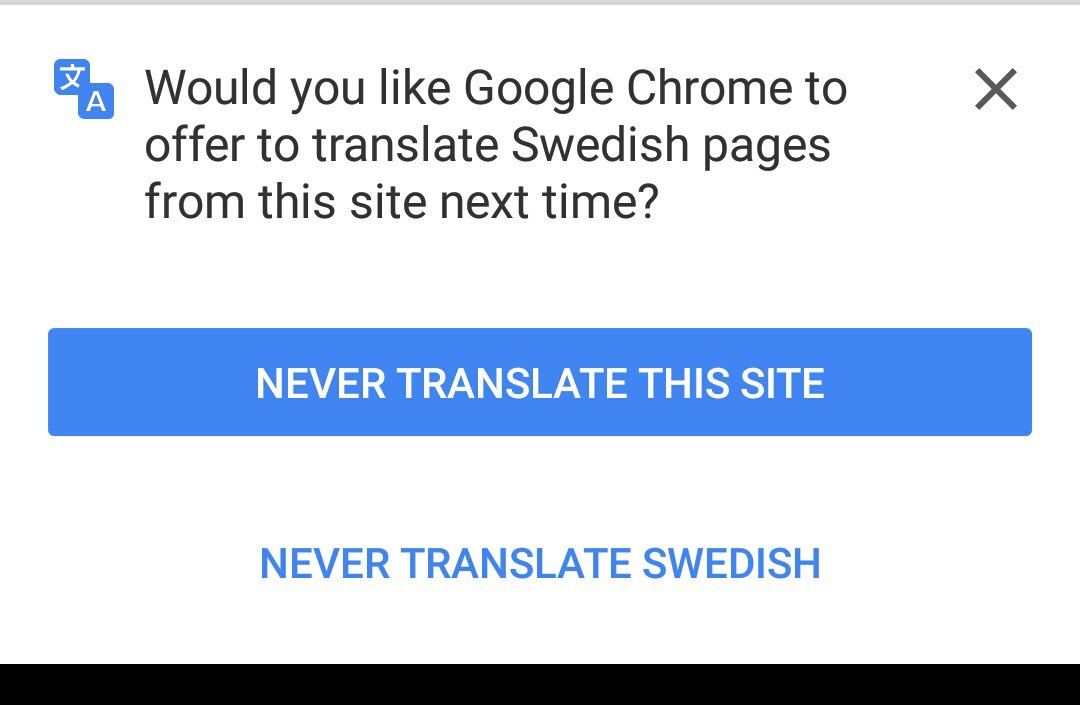 文
A
Would you like Google Chrome to
offer to translate Swedish pages
from this site next time?
NEVER TRANSLATE THIS SITE
NEVER TRANSLATE SWEDISH